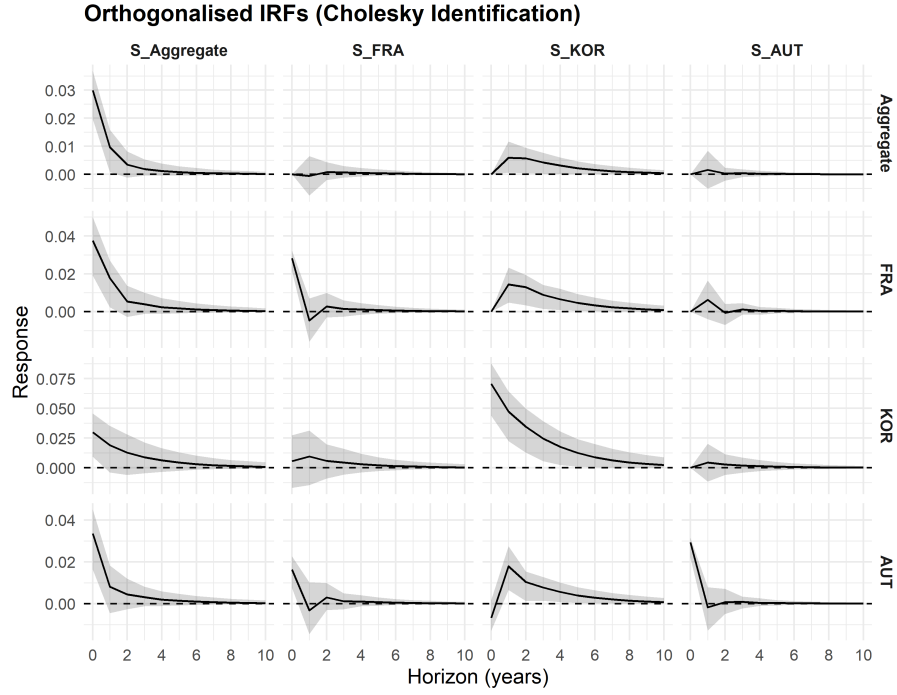 Orthogonalised IRFs (Cholesky Identification)
S_Aggregate S_FRA S_KOR S_AUT
0.03
0.02
0.01
0.00
Aggregate
0.04
0.02
0.00
FRA
Response
0.075
0.050
0.025
0.000
KOR
0.04
0.02
0.00
AUT
0 2 4 6 8 10 0 2 4 6 8 10 0 2 4 6 8 10 0 2 4 6 8 10
Horizon (years)